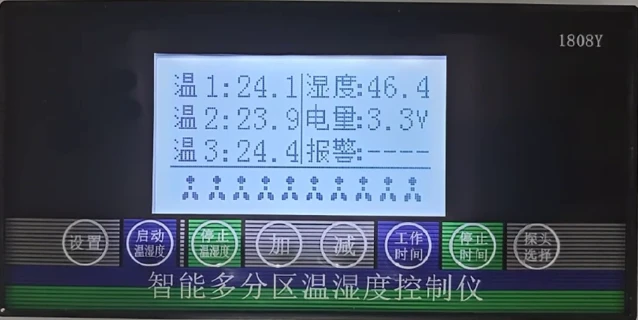 1808Y
温1:24.1 湿度:46.4
温2:23.9 电量:3.3V
温3:24.4 报警:----
设置 启动温湿度 停止温湿度 加 减 工作时间 停止时间 探头选择
智能多分区温湿度控制仪